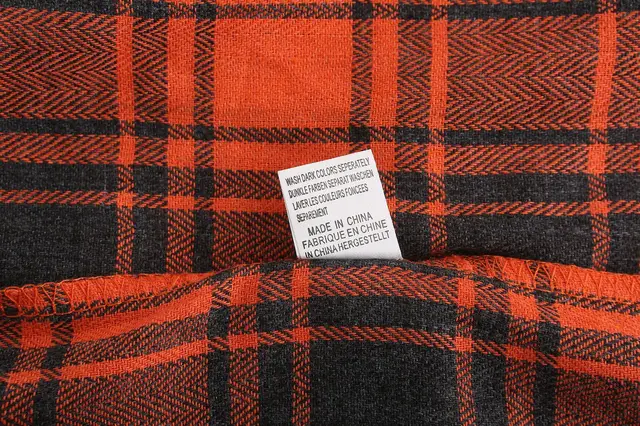 WASH DARK COLORS SEPERATELY
DUNKLE FARBEN SEPARAT WASCHEN
LAVER LES COULEURS FONCÉES
SEPAREMENT
MADE IN CHINA
FABRIQUE EN CHINE
IN CHINA HERGESTELLT